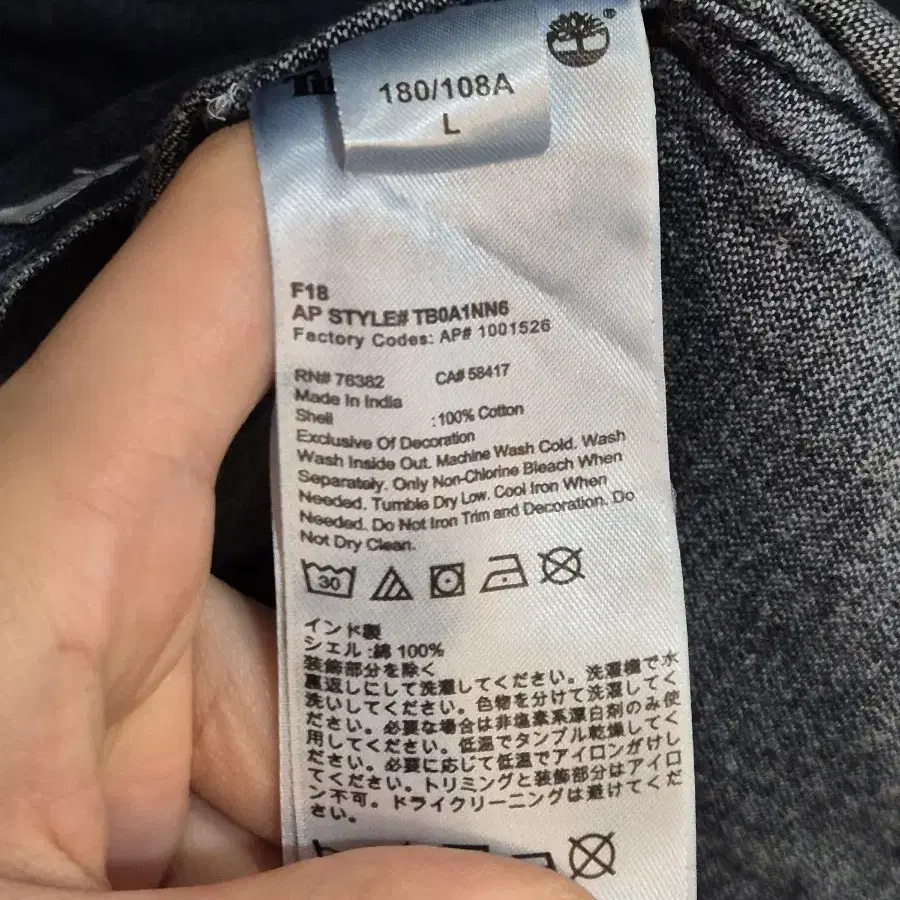 180/108A
L
F18
AP STYLE# TB0A1NN6
Factory Codes: AP# 1001526
RN# 76382 CA# 58417
Made In India
Shell :100% Cotton
Exclusive Of Decoration
Wash Inside Out. Machine Wash Cold. Wash
Separately. Only Non-Chlorine Bleach When
Needed. Tumble Dry Low. Cool Iron When
Needed. Do Not Iron Trim and Decoration. Do
Not Dry Clean.
30
インド製
シェル:綿 100%
装飾部分を除く
裏返しにして洗濯してください。洗濯機で水
洗いしてください。色物を分けて洗濯してく
ださい。必要な場合は非塩素系漂白剤のみ使
用してください。低温でタンブル乾燥してく
ださい。必要に応じて低温でアイロンがけし
てください。トリミングと装飾部分はアイロ
ン不可。ドライクリーニングは避けてくだ
さい。